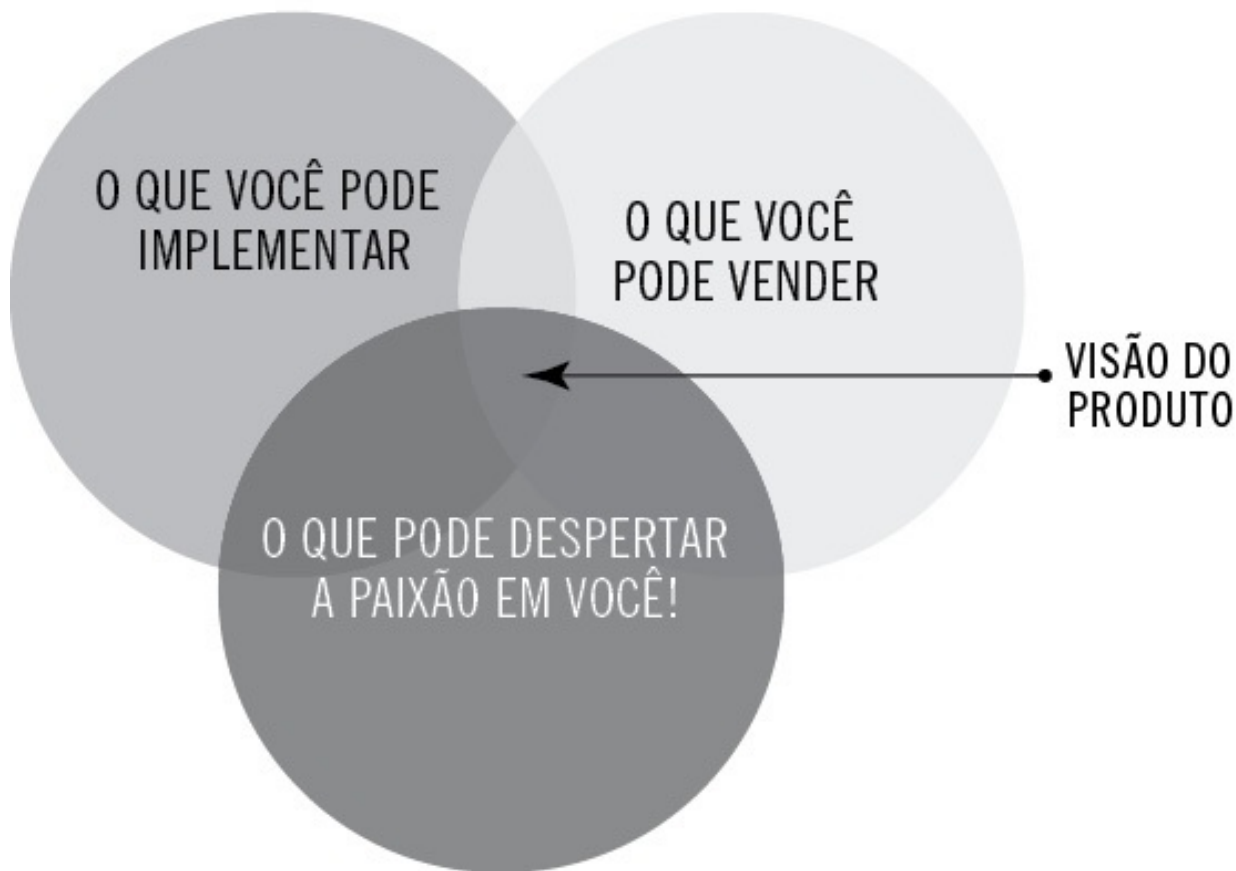 O QUE VOCÊ PODE
IMPLEMENTAR
O QUE VOCÊ
PODE VENDER
VISÃO DO
PRODUTO
O QUE PODE DESPERTAR
A PAIXÃO EM VOCÊ!